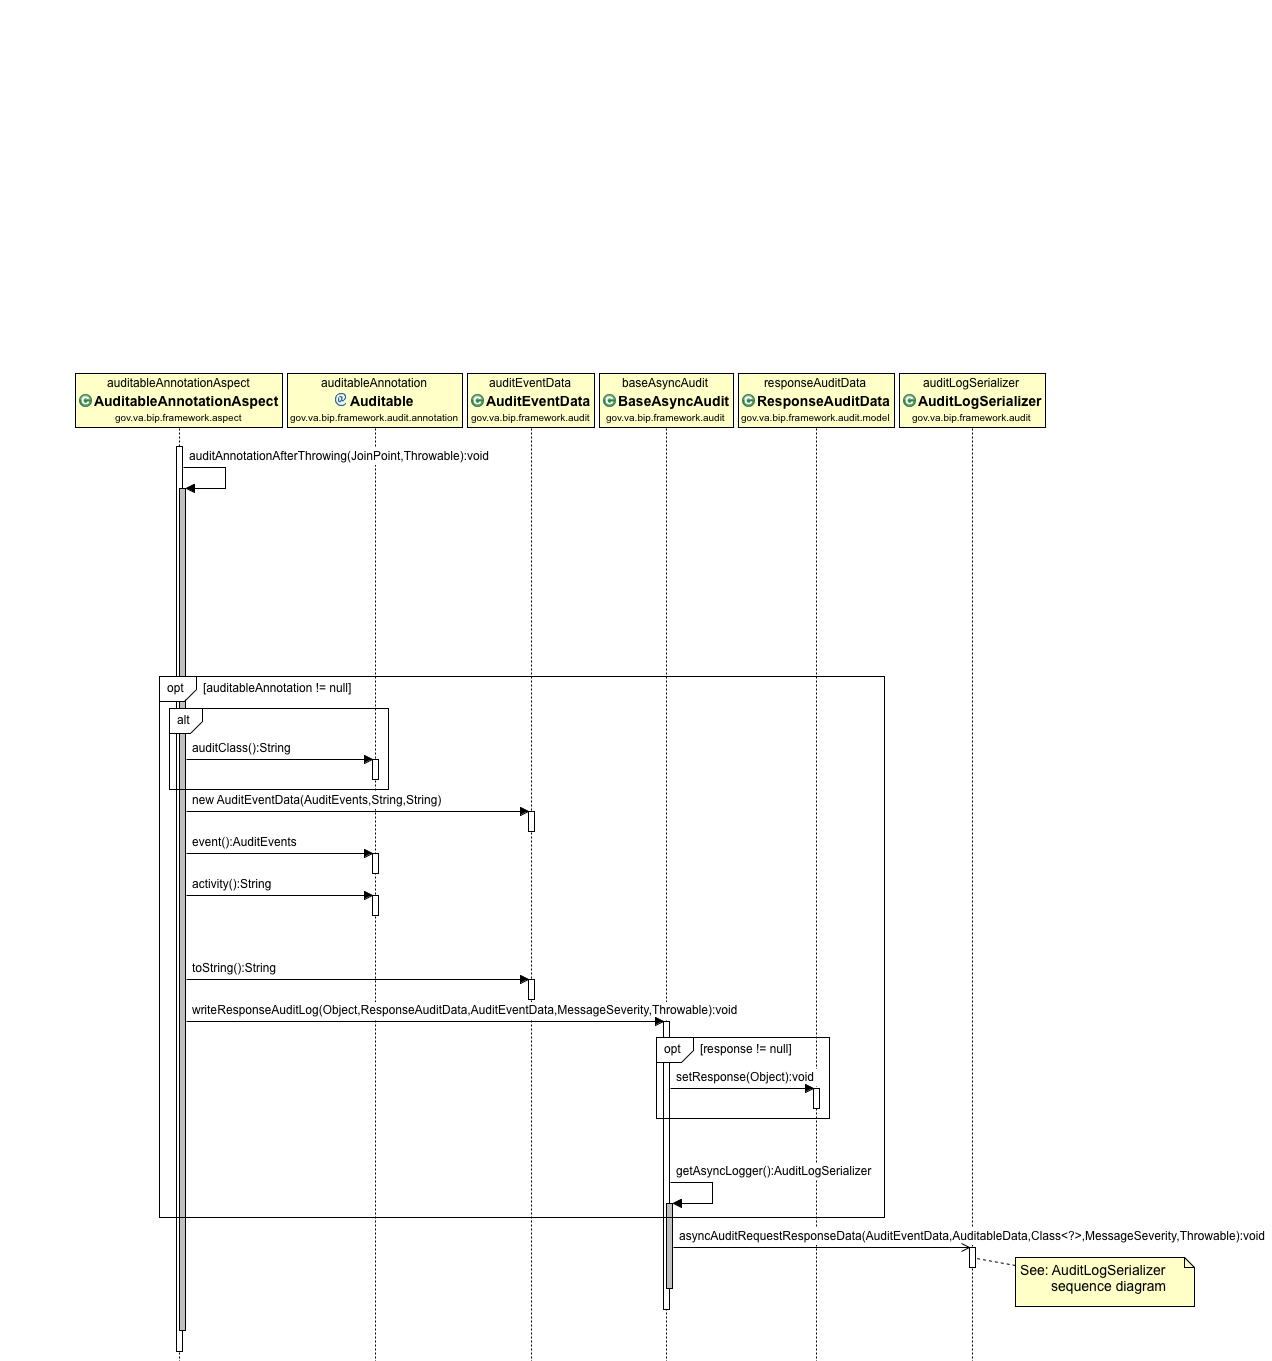 auditableAnnotationAspect
AuditableAnnotationAspect
gov.va.bip.framework.aspect
auditableAnnotation
@ Auditable
gov.va.bip.framework.audit.annotation
auditEventData
C AuditEventData
gov.va.bip.framework.audit
baseAsyncAudit
C BaseAsyncAudit
gov.va.bip.framework.audit
responseAuditData
C ResponseAuditData
gov.va.bip.framework.audit.model
auditLogSerializer
C AuditLogSerializer
gov.va.bip.framework.audit
auditAnnotationAfterThrowing(JoinPoint,Throwable):void
opt [auditableAnnotation != null]
alt
auditClass():String
new AuditEventData(AuditEvents,String,String)
event():AuditEvents
activity():String
toString():String
writeResponseAuditLog(Object,ResponseAuditData,AuditEventData,MessageSeverity,Throwable):void
opt [response != null]
setResponse(Object):void
getAsyncLogger():AuditLogSerializer
asyncAuditRequestResponseData(AuditEventData,AuditableData,Class<?>,MessageSeverity,Throwable):void
See: AuditLogSerializer
sequence diagram